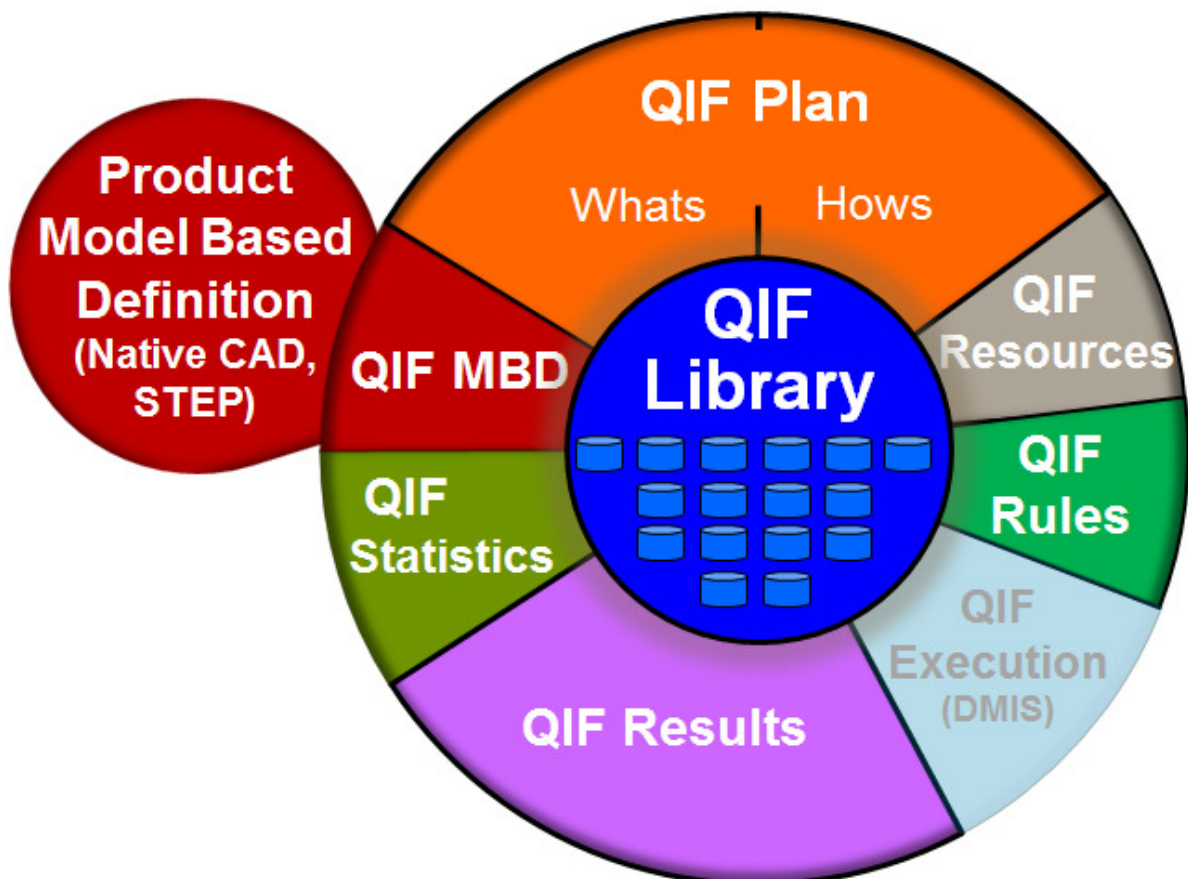 QIF Plan
Whats
Hows
Product
Model Based
Definition
(Native CAD,
STEP)
QIF MBD
QIF
Library
QIF
Resources
QIF
Rules
QIF
Statistics
QIF
Execution
(DMIS)
QIF Results